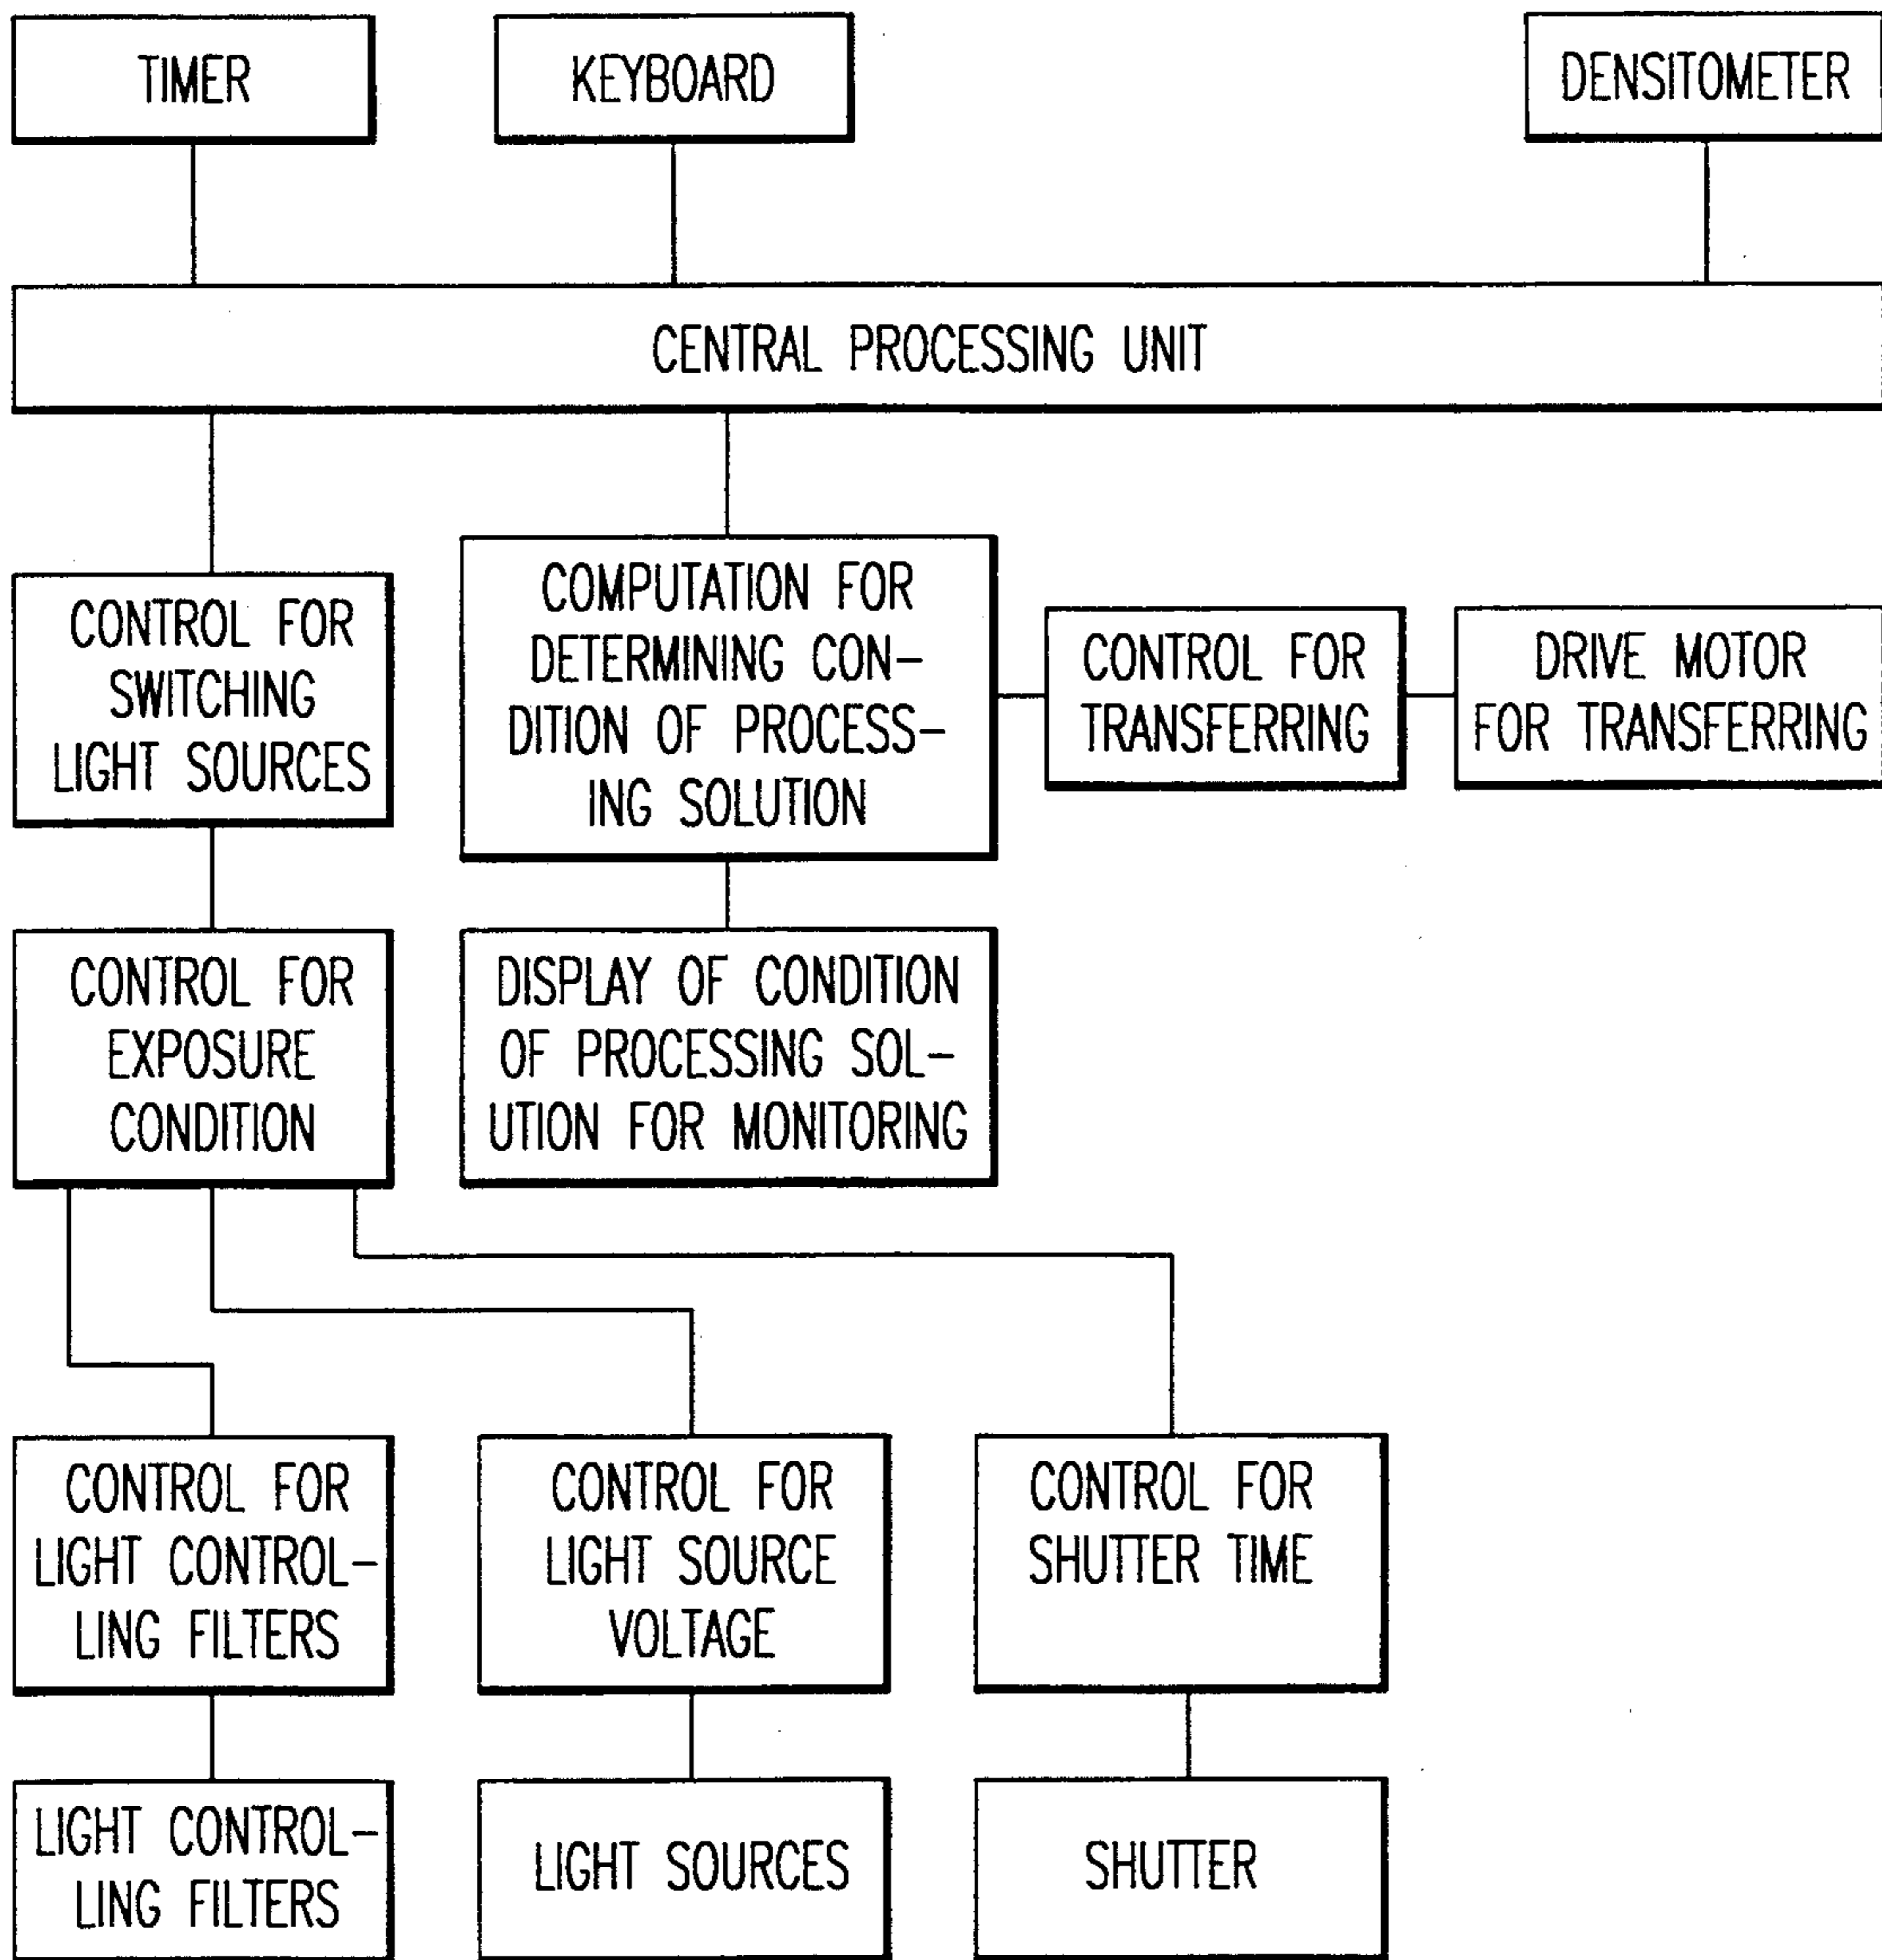 TIMER
KEYBOARD
DENSITOMETER
CENTRAL PROCESSING UNIT
CONTROL FOR
SWITCHING
LIGHT SOURCES
COMPUTATION FOR
DETERMINING CON-
DITION OF PROCESS-
ING SOLUTION
CONTROL FOR
TRANSFERRING
DRIVE MOTOR
FOR TRANSFERRING
CONTROL FOR
EXPOSURE
CONDITION
DISPLAY OF CONDITION
OF PROCESSING SOL-
UTION FOR MONITORING
CONTROL FOR
LIGHT CONTROL-
LING FILTERS
CONTROL FOR
LIGHT SOURCE
VOLTAGE
CONTROL FOR
SHUTTER TIME
LIGHT CONTROL-
LING FILTERS
LIGHT SOURCES
SHUTTER